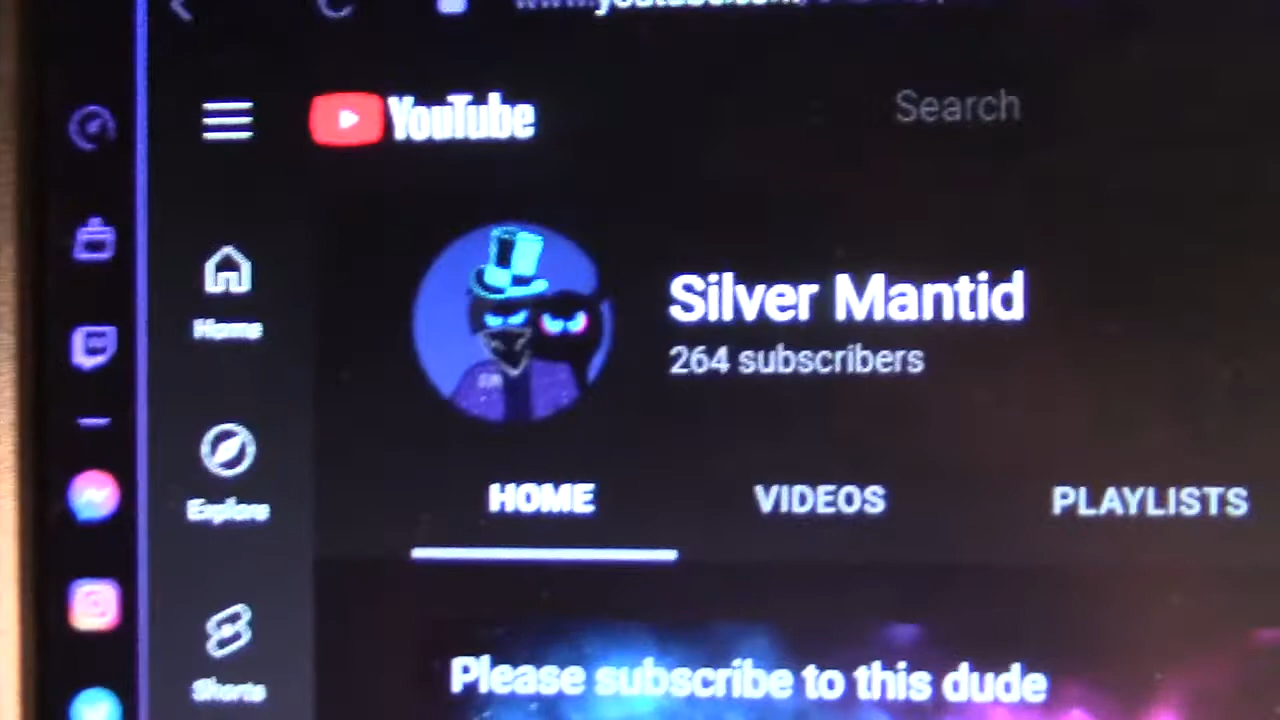 YouTube
Search
Home
Silver Mantid
264 subscribers
Explore
HOME
VIDEOS
PLAYLISTS
Shorts
Please subscribe to this dude